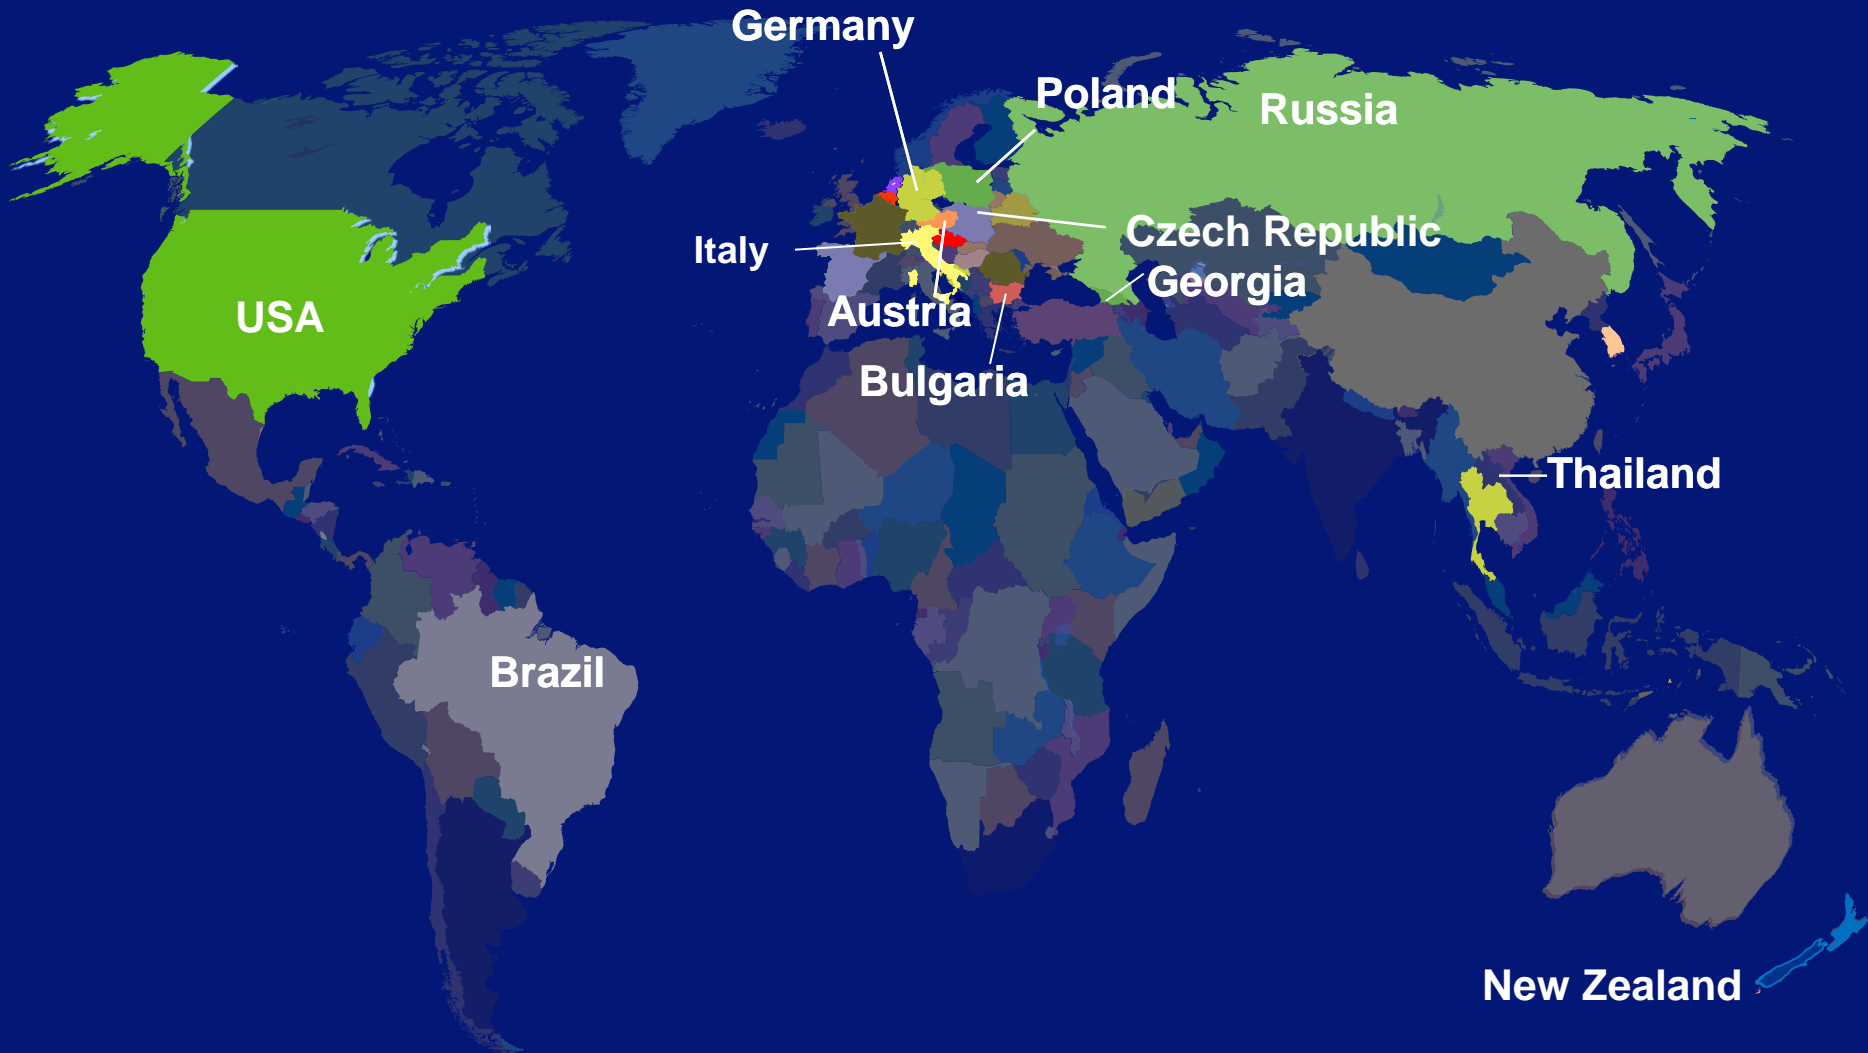 Germany
Poland
Russia
Czech Republic
Italy
Georgia
USA
Austria
Bulgaria
Thailand
Brazil
New Zealand